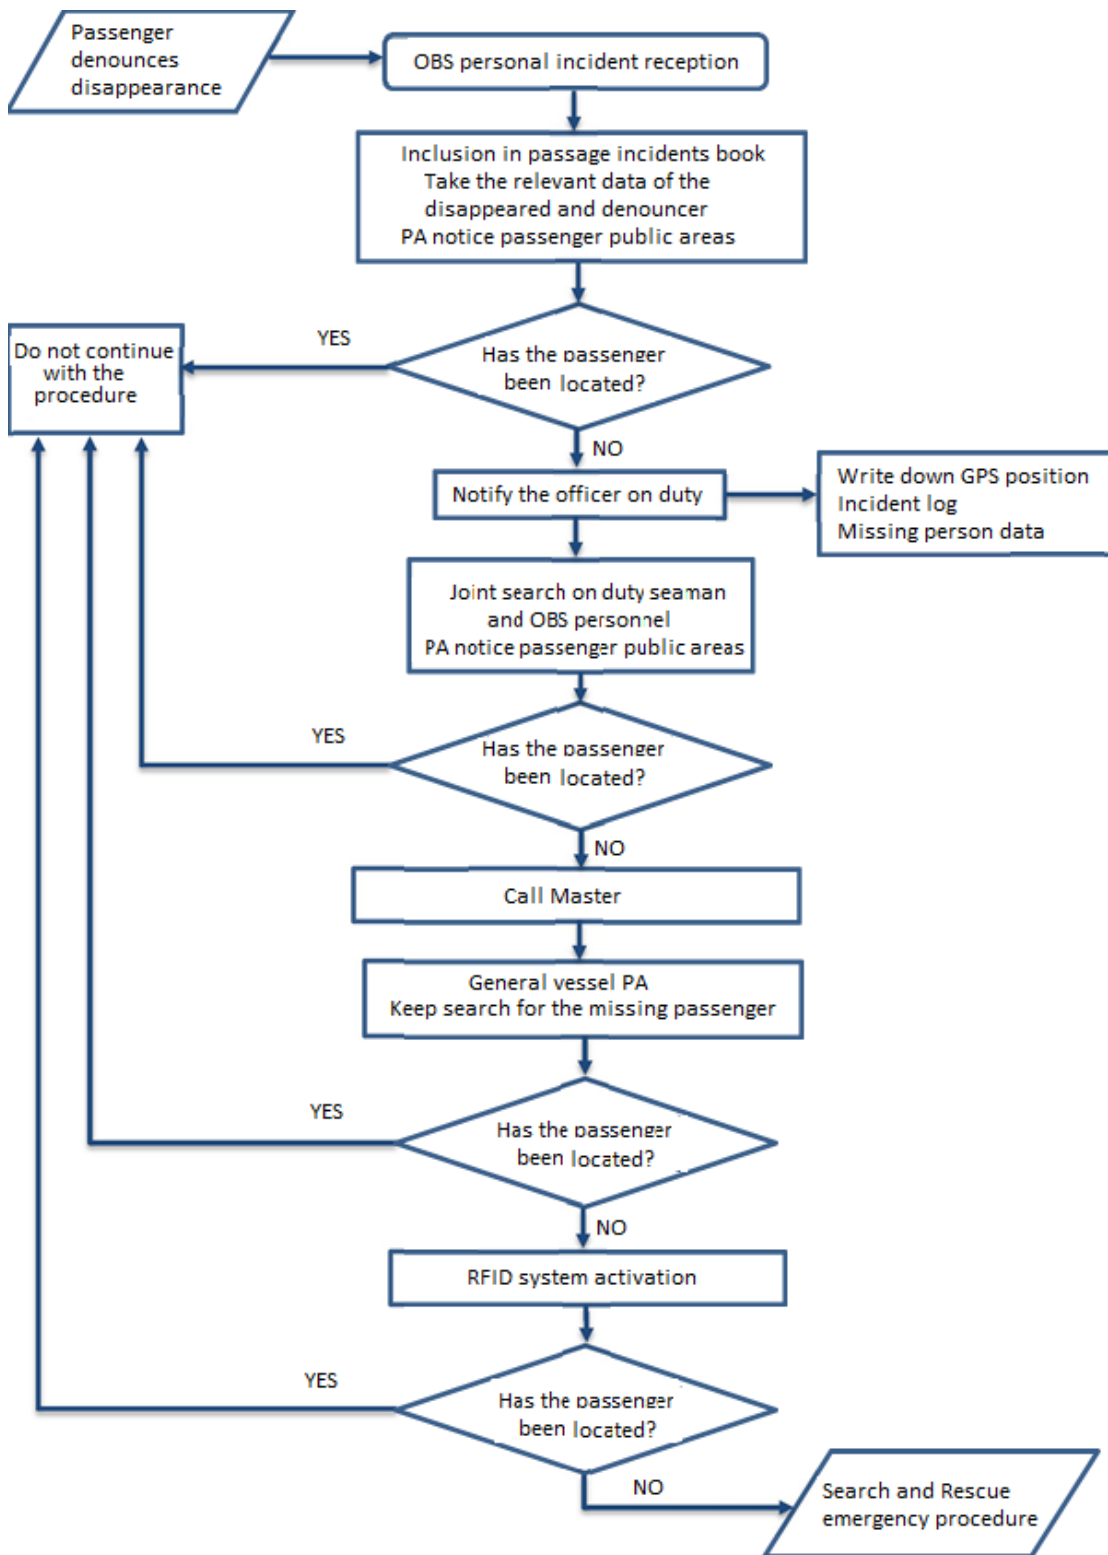 Passenger
denounces
disappearance
OBS personal incident reception
Inclusion in passage incidents book
Take the relevant data of the
disappeared and denouncer
PA notice passenger public areas
Has the passenger
been located?
YES
Do not continue
with the
procedure
NO
Notify the officer on duty
Write down GPS position
Incident log
Missing person data
Joint search on duty seaman
and OBS personnel
PA notice passenger public areas
Has the passenger
been located?
YES
NO
Call Master
General vessel PA
Keep search for the missing passenger
Has the passenger
been located?
YES
NO
RFID system activation
Has the passenger
been located?
YES
NO
Search and Rescue
emergency procedure